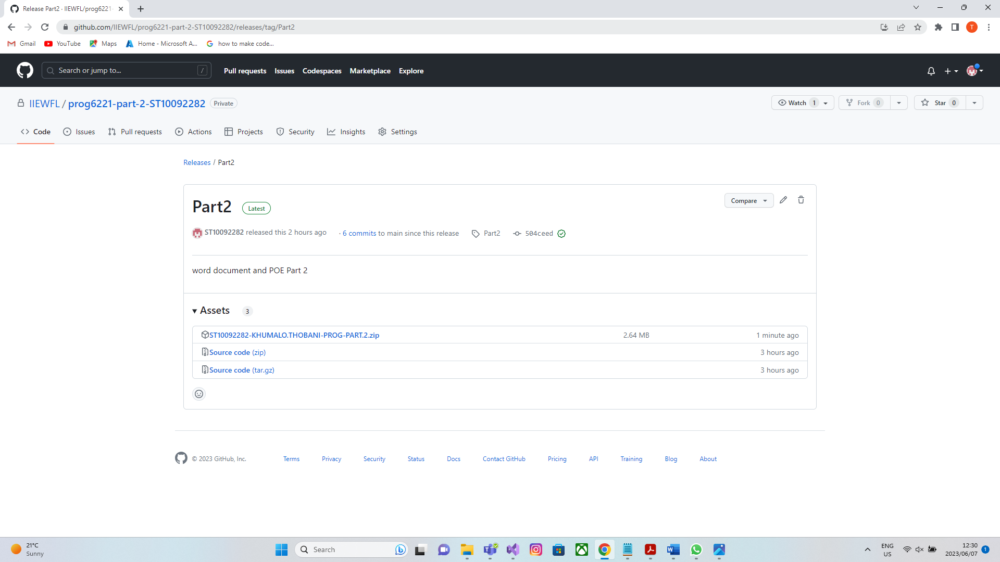 Release Part2 · IIEWFL/prog6221-
github.com/IIEWFL/prog6221-part-2-ST10092282/releases/tag/Part2
T
Gmail YouTube Maps Home - Microsoft A... how to make code...
Search or jump to... / Pull requests Issues Codespaces Marketplace Explore
IIEWFL / prog6221-part-2-ST10092282 Private Watch 1 Fork 0 Star 0
Code Issues Pull requests Actions Projects Security Insights Settings
Releases / Part2
Part2 Latest Compare
ST10092282 released this 2 hours ago · 6 commits to main since this release Part2 504ceed
word document and POE Part 2
Assets 3
ST10092282-KHUMALO.THOBANI-PROG-PART.2.zip 2.64 MB 1 minute ago
Source code (zip) 3 hours ago
Source code (tar.gz) 3 hours ago
© 2023 GitHub, Inc. Terms Privacy Security Status Docs Contact GitHub Pricing API Training Blog About
21°C
Sunny
Search
ENG
US
12:30
2023/06/07
1